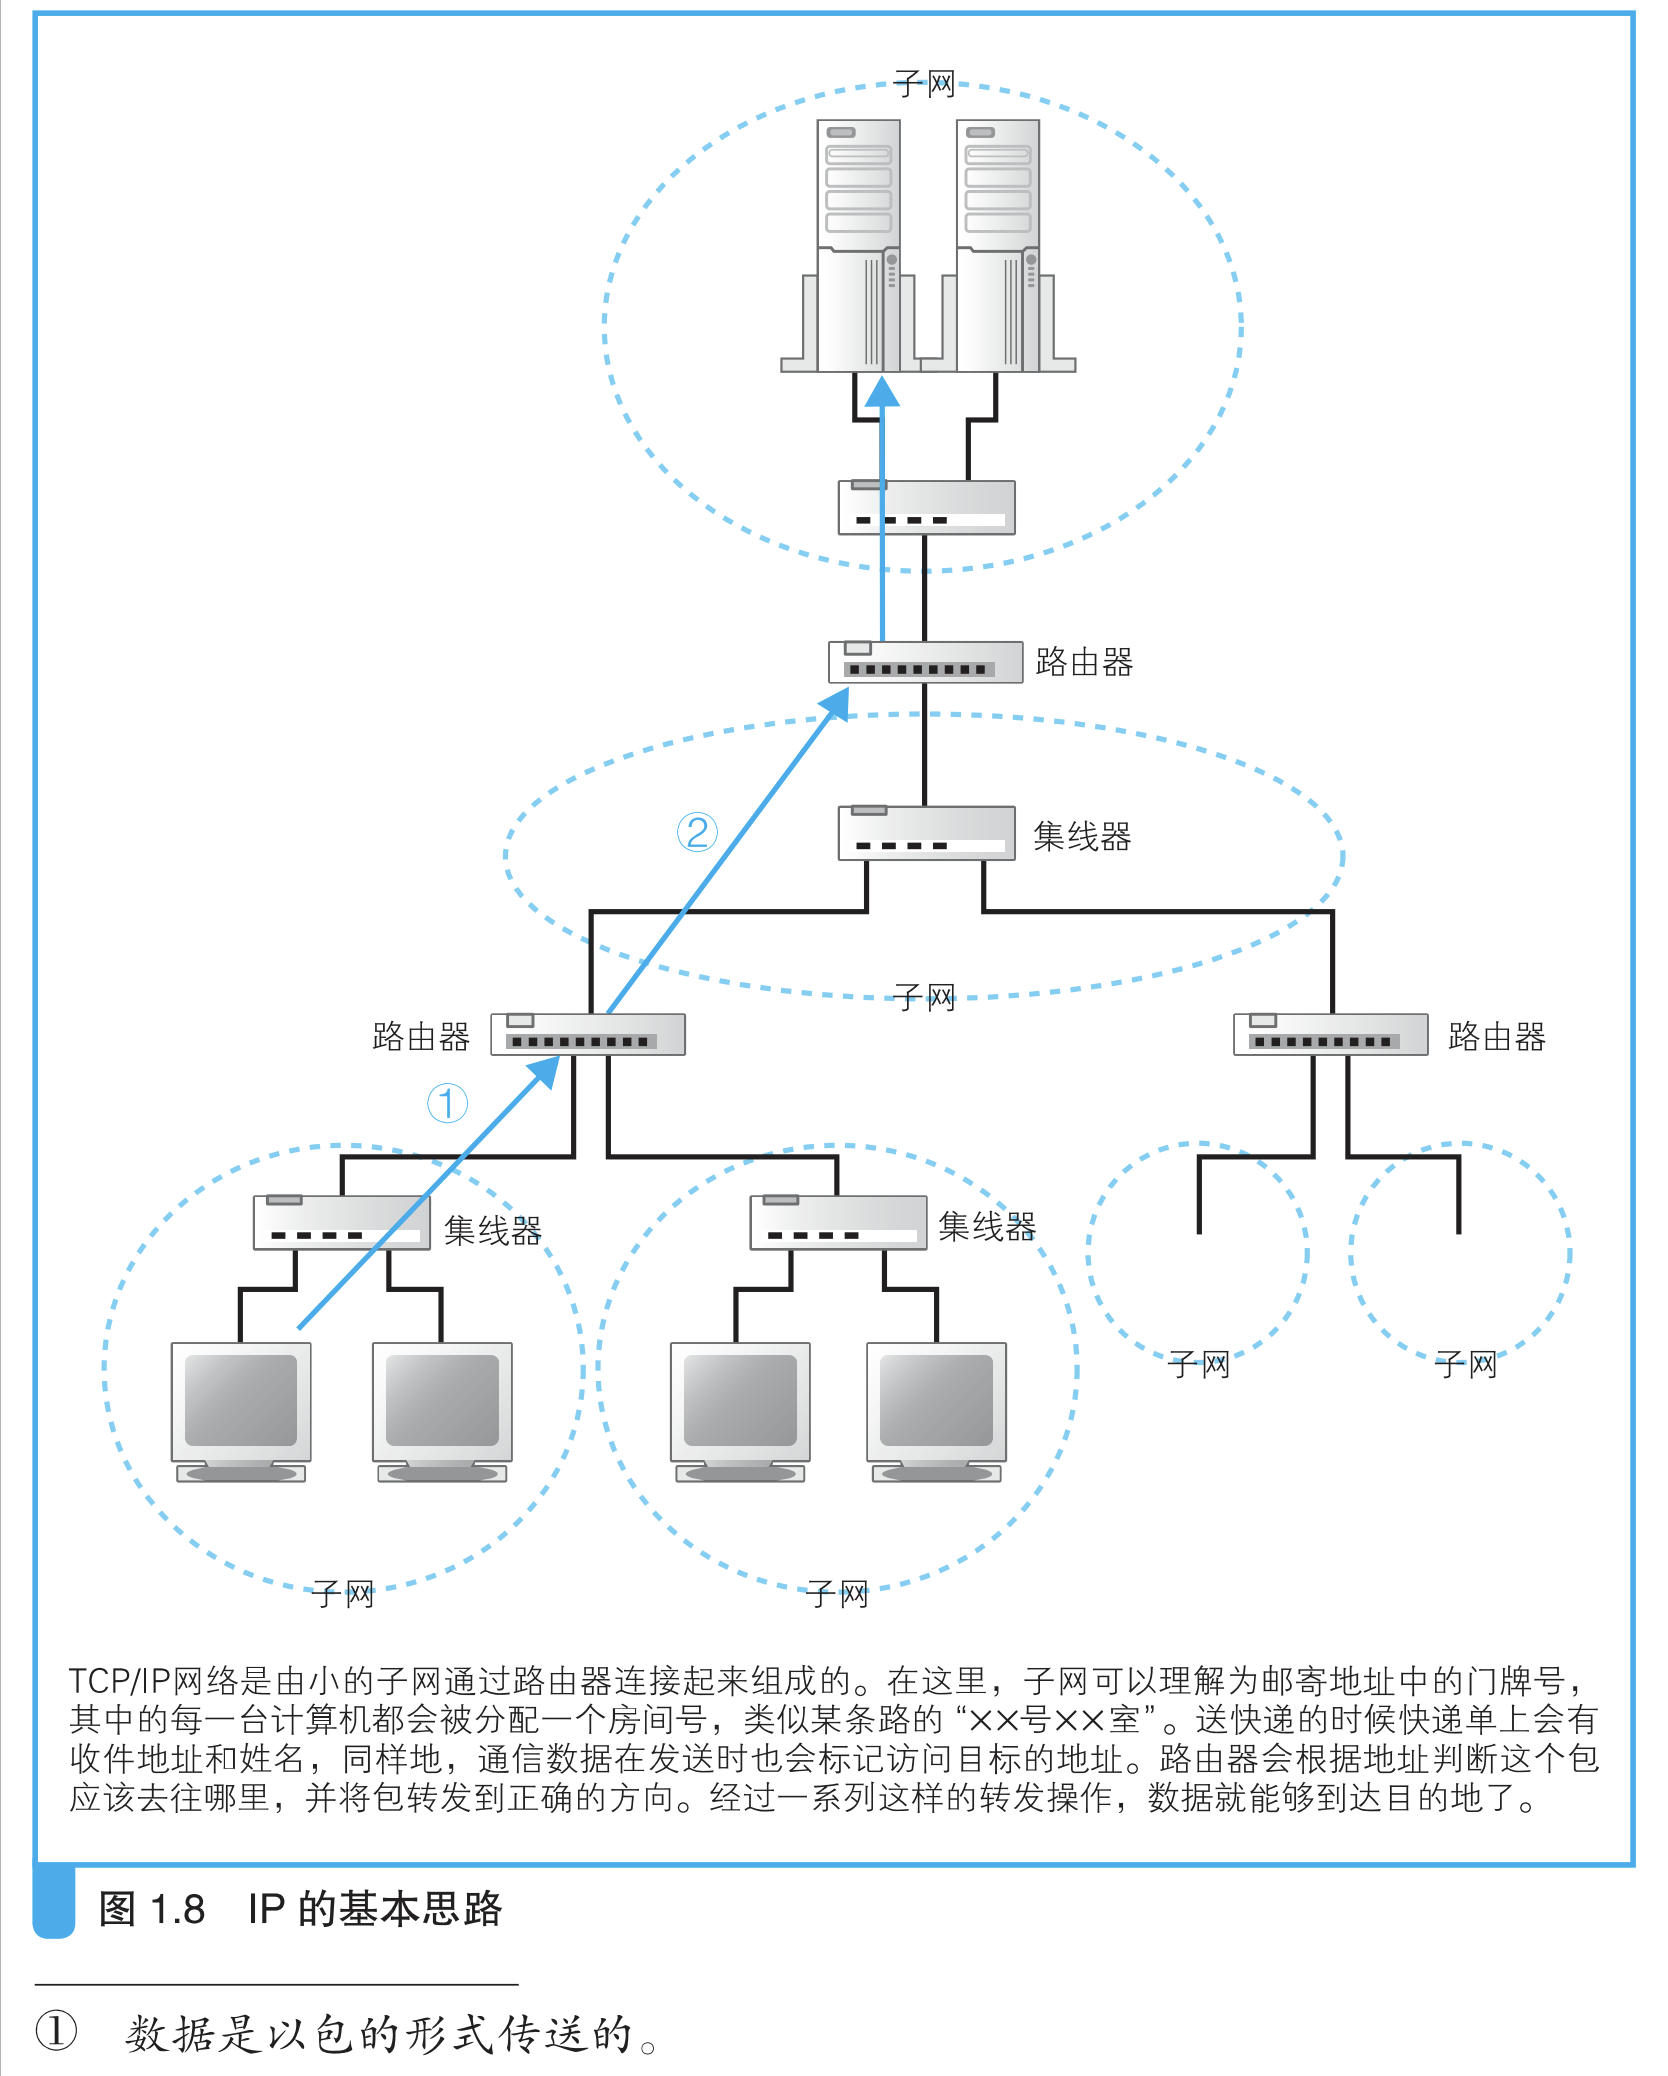 子网
路由器
②
集线器
子网
路由器
路由器
①
集线器
集线器
子网
子网
子网
子网
TCP/IP网络是由小的子网通过路由器连接起来组成的。在这里，子网可以理解为邮寄地址中的门牌号，
其中的每一台计算机都会被分配一个房间号，类似某条路的“××号××室”。送快递的时候快递单上会有
收件地址和姓名，同样地，通信数据在发送时也会标记访问目标的地址。路由器会根据地址判断这个包
应该去往哪里，并将包转发到正确的方向。经过一系列这样的转发操作，数据就能够到达目的地了。
图 1.8　IP 的基本思路
①　数据是以包的形式传送的。